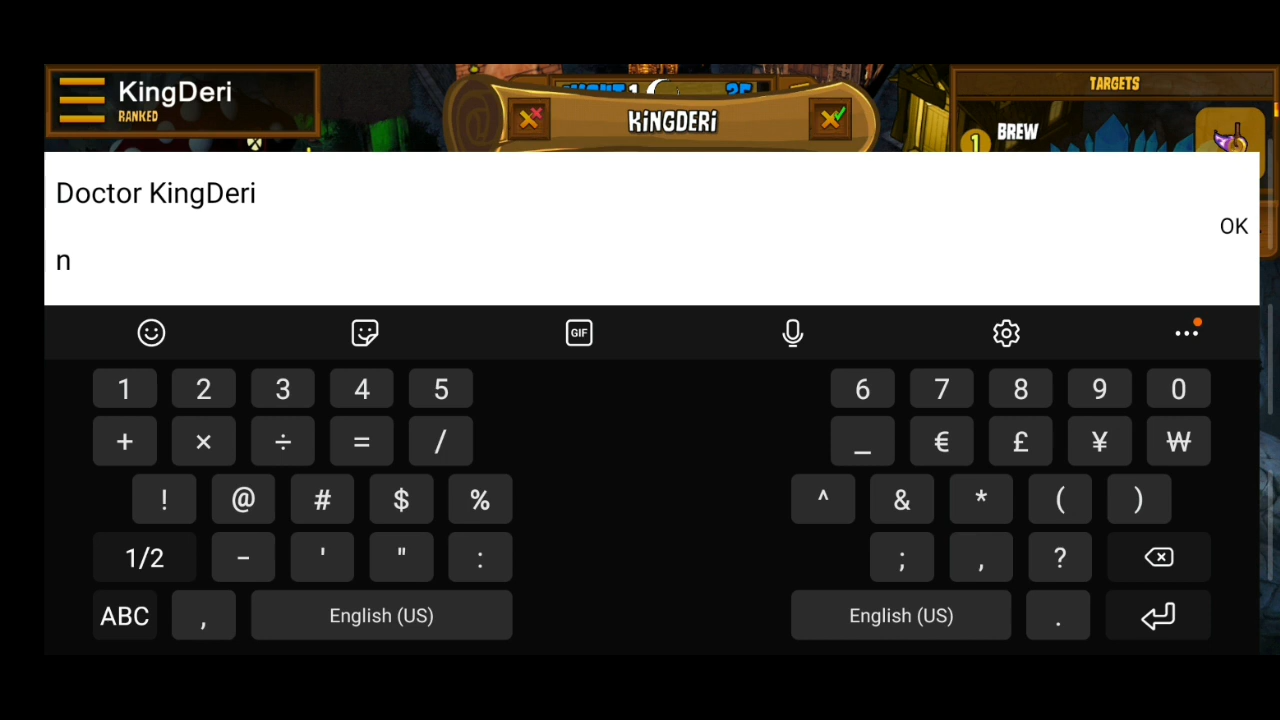 KingDeri
RANKED
KINGDERI
TARGETS
1 BREW
Doctor KingDeri
OK
n
GIF
1 2 3 4 5 6 7 8 9 0
+ × ÷ = / _ € £ ¥ ₩
! @ # $ % ^ & * ( )
1/2 - ' " : ; , ?
ABC , English (US) English (US) .